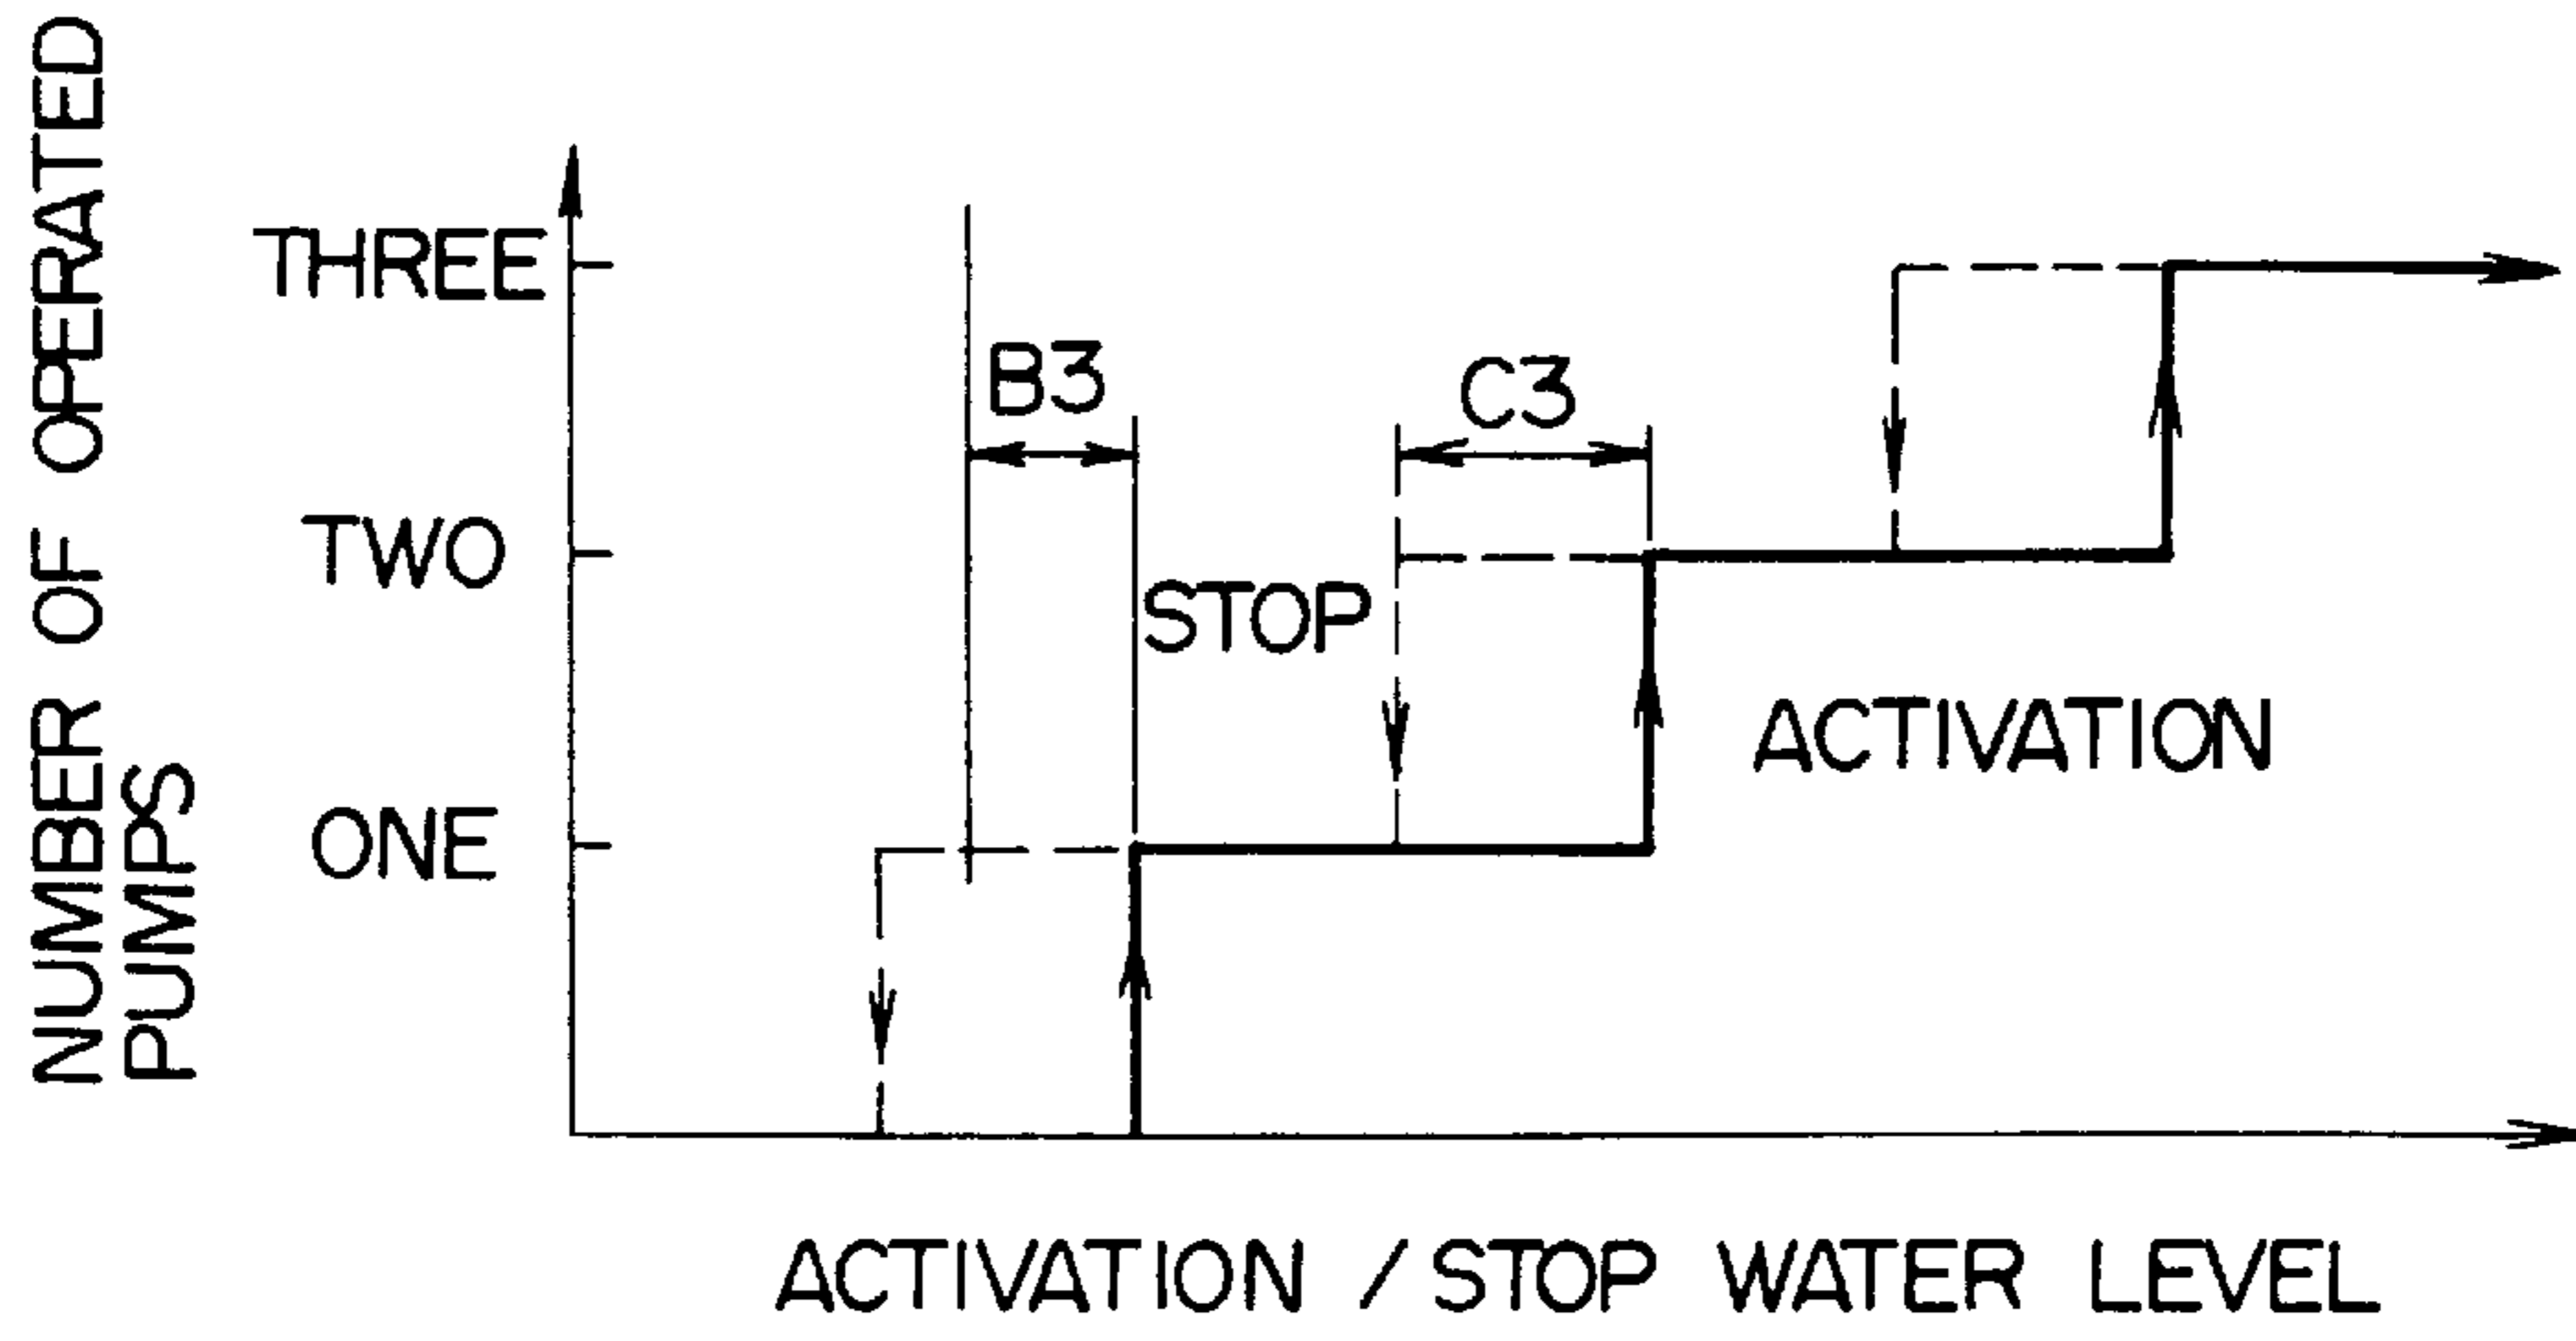 NUMBER OF OPERATED
PUMPS
THREE
TWO
ONE
B3
C3
STOP
ACTIVATION
ACTIVATION / STOP WATER LEVEL